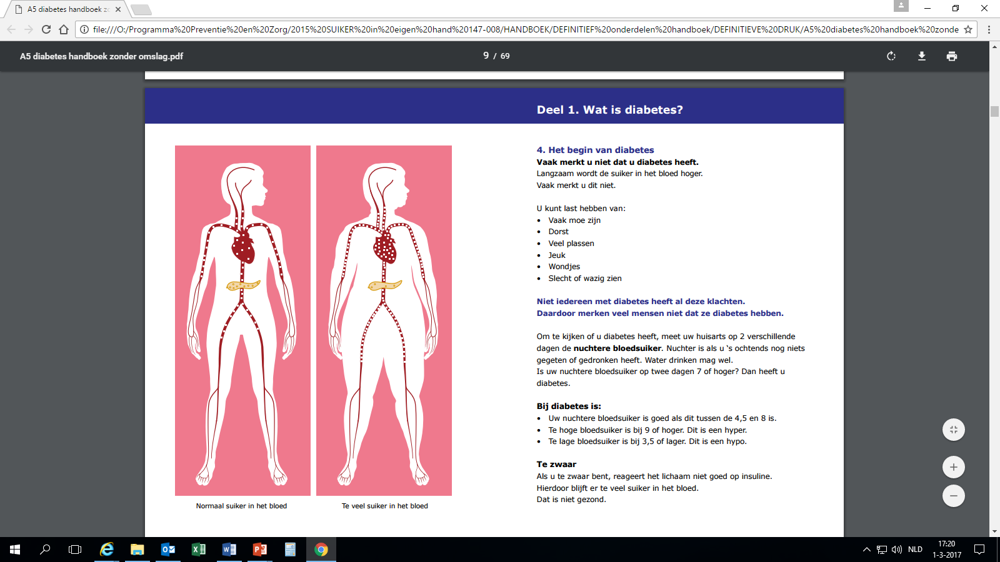 A5 diabetes handboek zo
file:///O:/Programma%20Preventie%20en%20Zorg/2015%20SUIKER%20in%20eigen%20hand%20147-008/HANDBOEK/DEFINITIEF%20onderdelen%20handboek/DEFINITIEVE%20DRUK/A5%20diabetes%20handboek%20zonde
A5 diabetes handboek zonder omslag.pdf
9 / 69
Deel 1. Wat is diabetes?
Normaal suiker in het bloed
Te veel suiker in het bloed
4. Het begin van diabetes
Vaak merkt u niet dat u diabetes heeft.
Langzaam wordt de suiker in het bloed hoger.
Vaak merkt u dit niet.
U kunt last hebben van:
• Vaak moe zijn
• Dorst
• Veel plassen
• Jeuk
• Wondjes
• Slecht of wazig zien
Niet iedereen met diabetes heeft al deze klachten.
Daardoor merken veel mensen niet dat ze diabetes hebben.
Om te kijken of u diabetes heeft, meet uw huisarts op 2 verschillende
dagen de nuchtere bloedsuiker. Nuchter is als u ‘s ochtends nog niets
gegeten of gedronken heeft. Water drinken mag wel.
Is uw nuchtere bloedsuiker op twee dagen 7 of hoger? Dan heeft u
diabetes.
Bij diabetes is:
• Uw nuchtere bloedsuiker is goed als dit tussen de 4,5 en 8 is.
• Te hoge bloedsuiker is bij 9 of hoger. Dit is een hyper.
• Te lage bloedsuiker is bij 3,5 of lager. Dit is een hypo.
Te zwaar
Als u te zwaar bent, reageert het lichaam niet goed op insuline.
Hierdoor blijft er te veel suiker in het bloed.
Dat is niet gezond.
NLD
17:20
1-3-2017